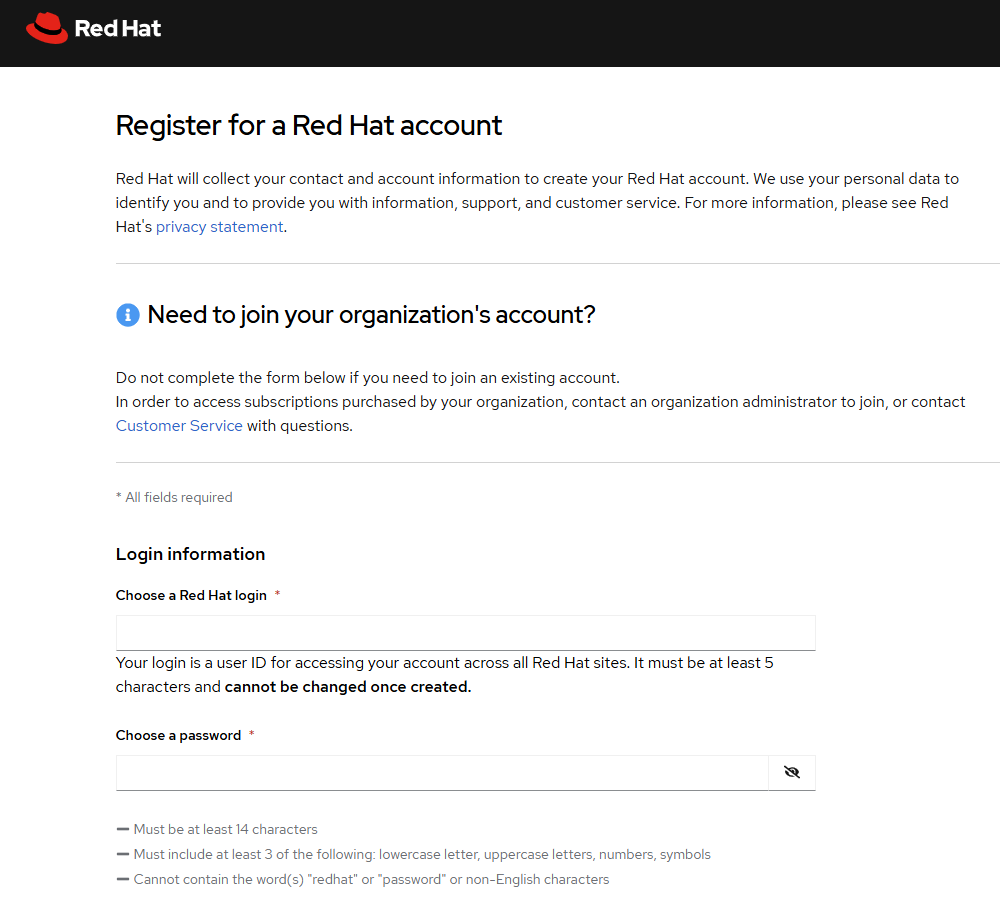 Red Hat
Register for a Red Hat account
Red Hat will collect your contact and account information to create your Red Hat account. We use your personal data to
identify you and to provide you with information, support, and customer service. For more information, please see Red
Hat's privacy statement.
Need to join your organization's account?
Do not complete the form below if you need to join an existing account.
In order to access subscriptions purchased by your organization, contact an organization administrator to join, or contact
Customer Service with questions.
* All fields required
Login information
Choose a Red Hat login *
Your login is a user ID for accessing your account across all Red Hat sites. It must be at least 5
characters and cannot be changed once created.
Choose a password *
Must be at least 14 characters
Must include at least 3 of the following: lowercase letter, uppercase letters, numbers, symbols
Cannot contain the word(s) "redhat" or "password" or non-English characters